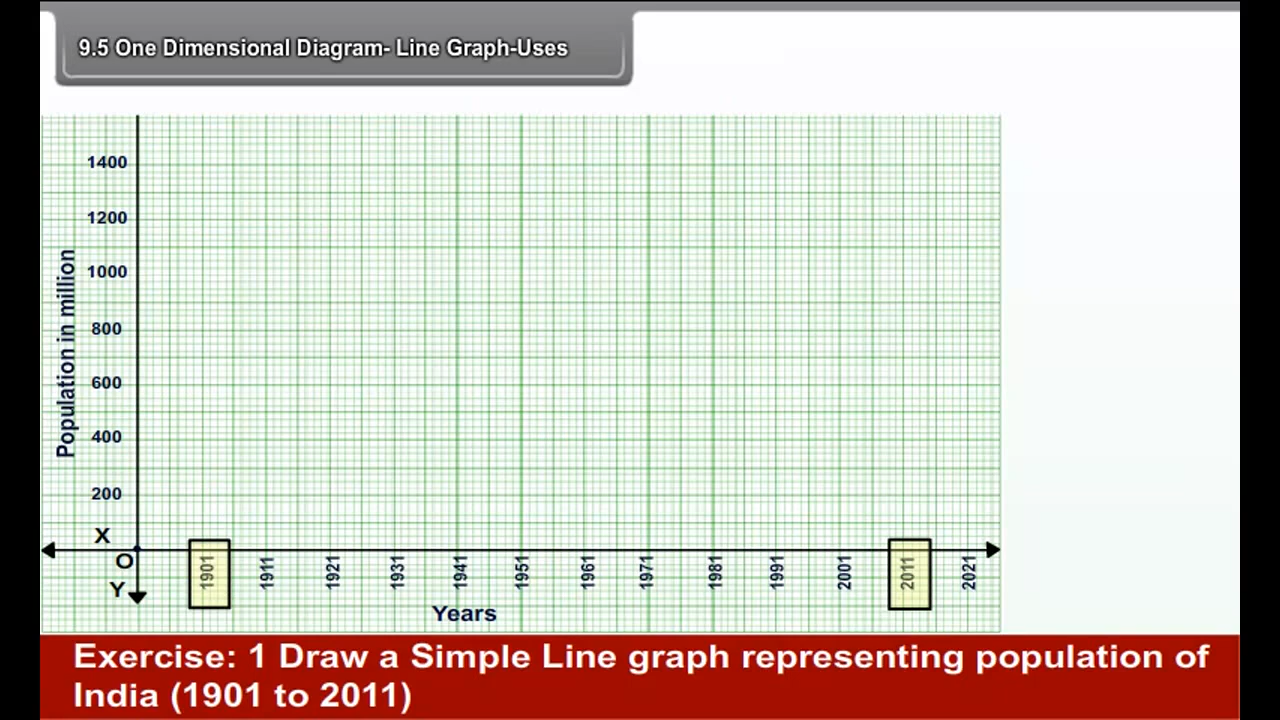 9.5 One Dimensional Diagram- Line Graph-Uses
1400
1200
1000
800
600
400
200
Population in million
X
O
Y
1901
1911
1921
1931
1941
1951
1961
1971
1981
1991
2001
2011
2021
Years
Exercise: 1 Draw a Simple Line graph representing population of
India (1901 to 2011)